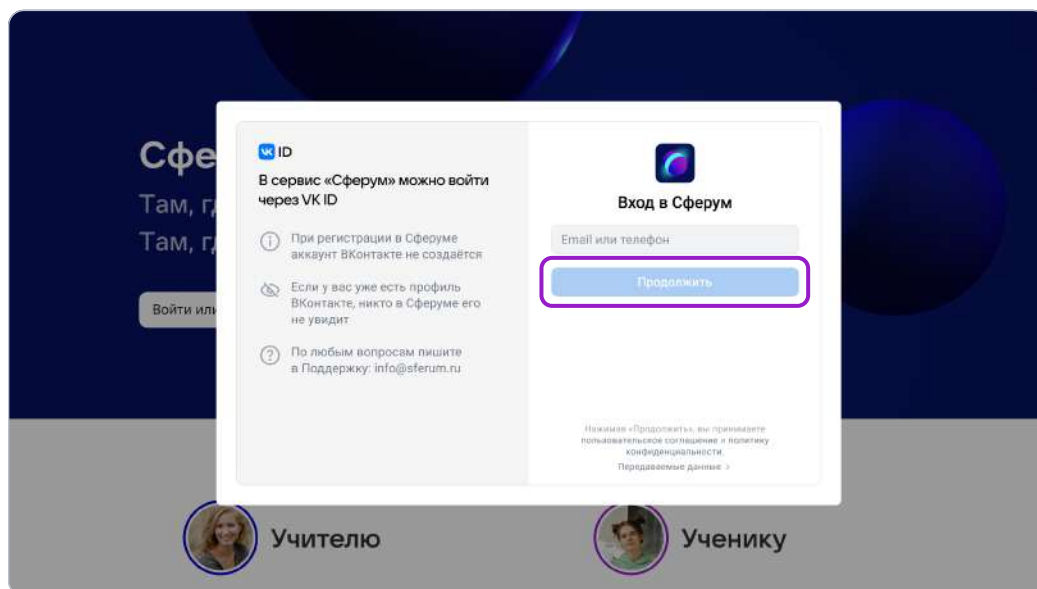 Сфе
Там, г
Там, г
Войти или
VK ID
В сервис «Сферум» можно войти
через VK ID
При регистрации в Сферуме
аккаунт ВКонтакте не создаётся
Если у вас уже есть профиль
ВКонтакте, никто в Сферуме его
не увидит
По любым вопросам пишите
в Поддержку: info@sferum.ru
Вход в Сферум
Email или телефон
Продолжить
Нажимая «Продолжить», вы принимаете
пользовательское соглашение и политику
конфиденциальности.
Передаваемые данные >
Учителю
Ученику